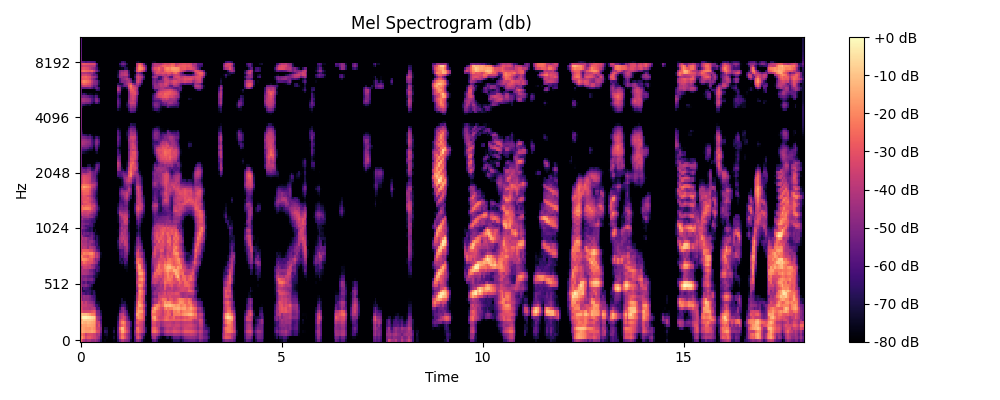 Mel Spectrogram (db)
8192
4096
2048
1024
512
0
Hz
0 5 10 15
Time
+0 dB
-10 dB
-20 dB
-30 dB
-40 dB
-50 dB
-60 dB
-70 dB
-80 dB